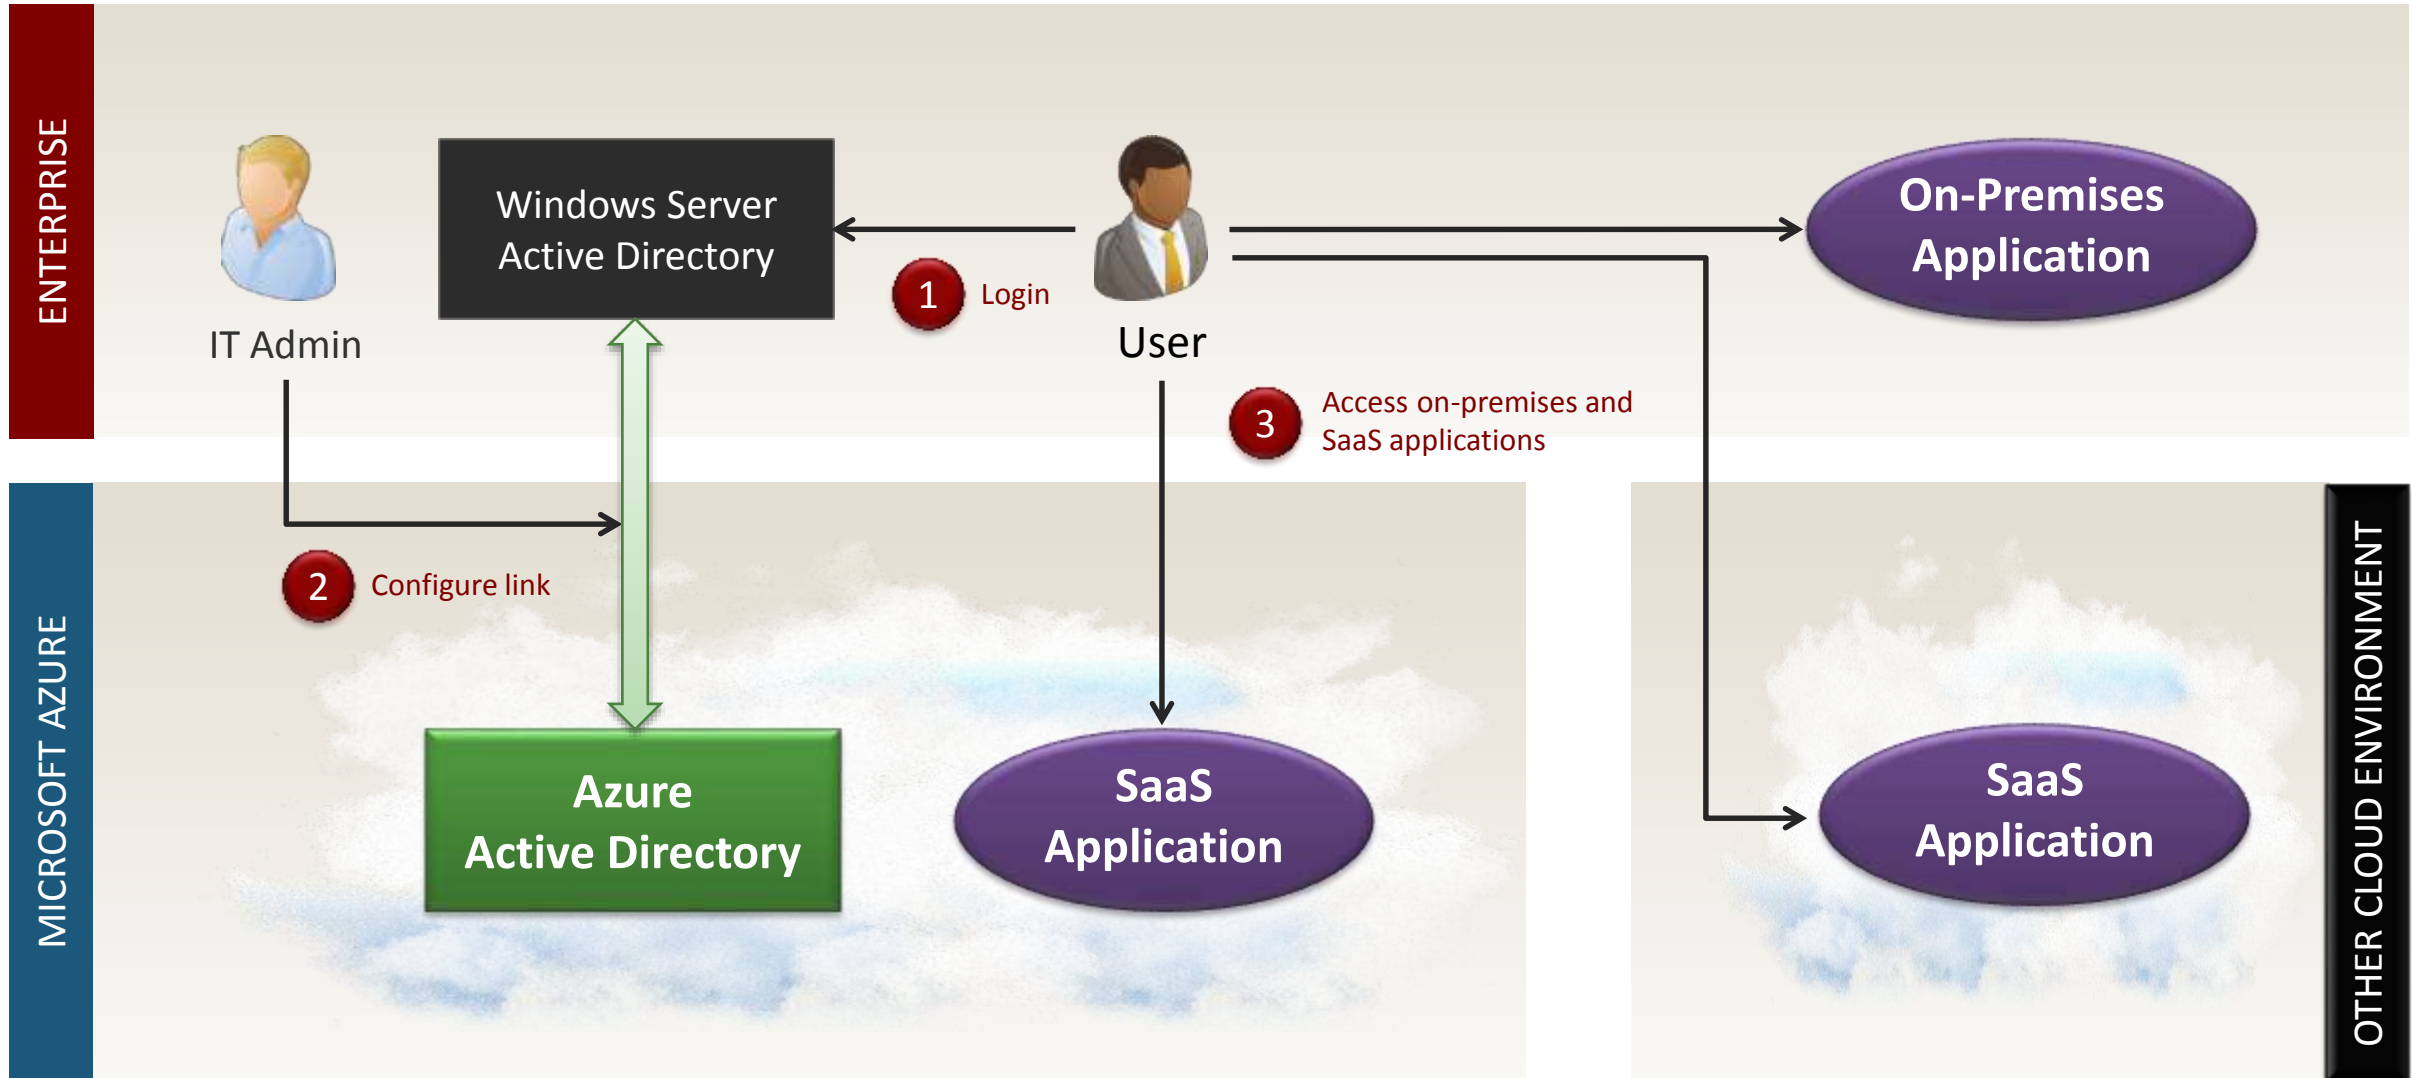 ENTERPRISE
IT Admin
Windows Server
Active Directory
1
Login
User
On-Premises
Application
3
Access on-premises and
SaaS applications
MICROSOFT AZURE
2
Configure link
Azure
Active Directory
SaaS
Application
SaaS
Application
OTHER CLOUD ENVIRONMENT